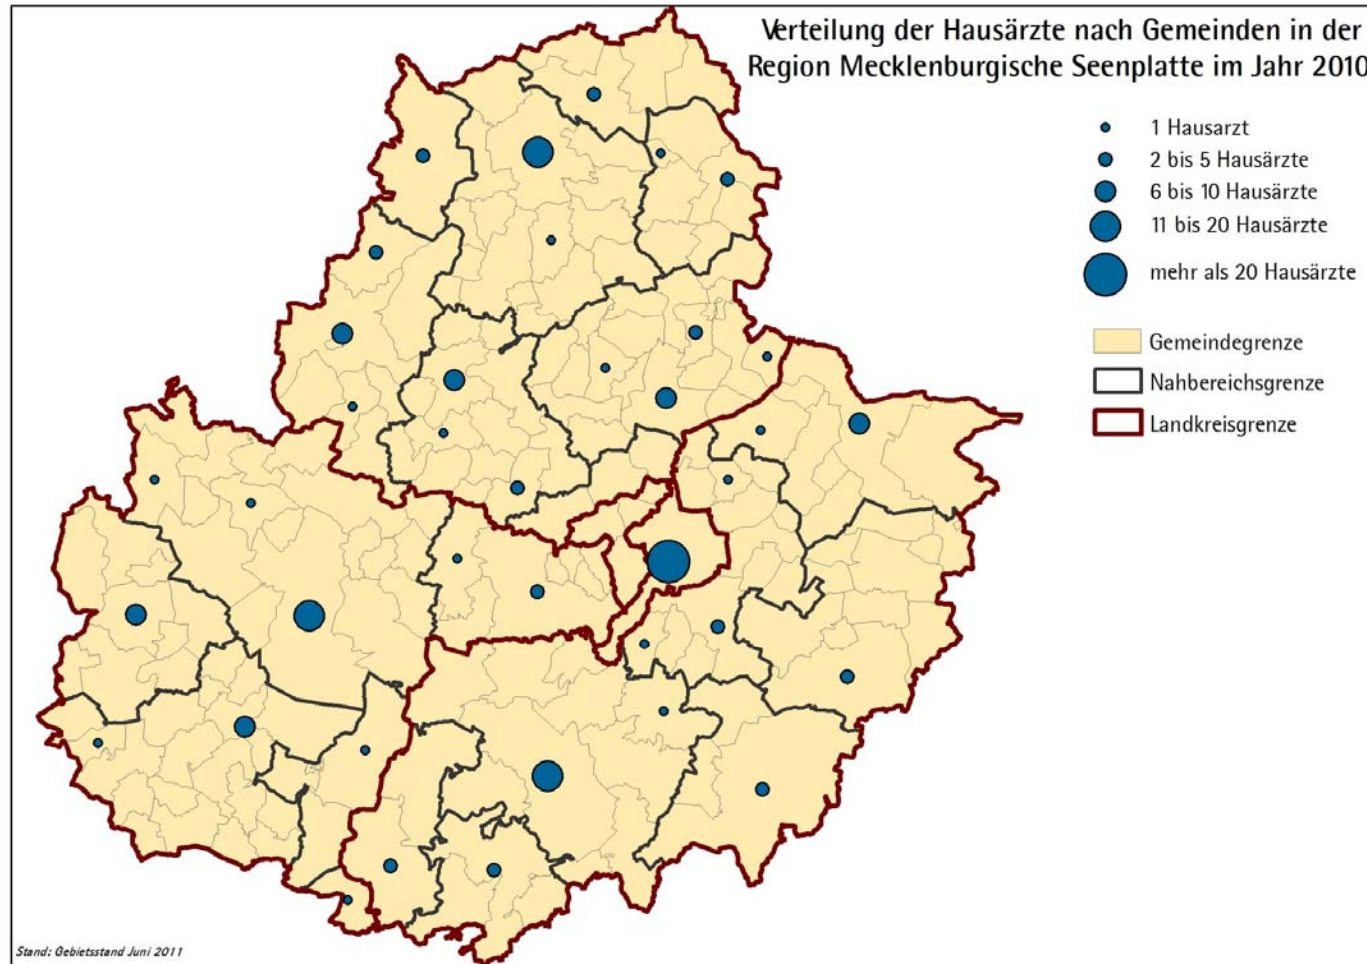 Verteilung der Hausärzte nach Gemeinden in der
Region Mecklenburgische Seenplatte im Jahr 2010
1 Hausarzt
2 bis 5 Hausärzte
6 bis 10 Hausärzte
11 bis 20 Hausärzte
mehr als 20 Hausärzte
Gemeindegrenze
Nahbereichsgrenze
Landkreisgrenze
Stand: Gebietsstand Juni 2011